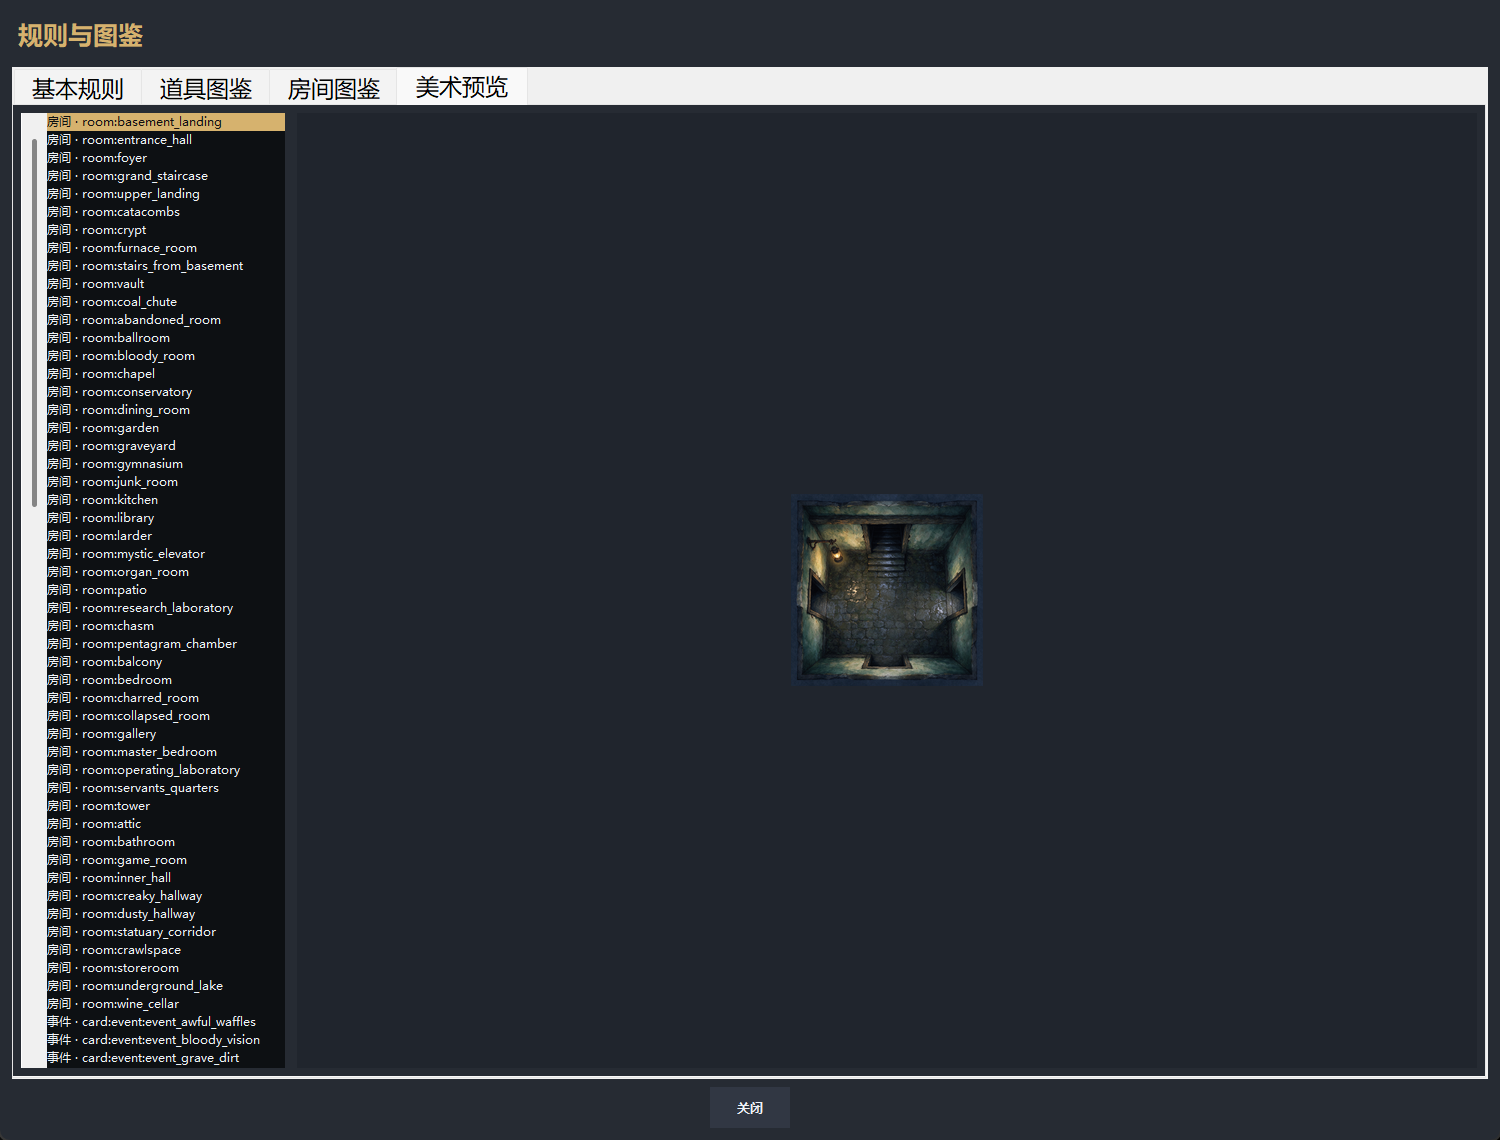 规则与图鉴
基本规则 道具图鉴 房间图鉴 美术预览
房间 · room:basement_landing
房间 · room:entrance_hall
房间 · room:foyer
房间 · room:grand_staircase
房间 · room:upper_landing
房间 · room:catacombs
房间 · room:crypt
房间 · room:furnace_room
房间 · room:stairs_from_basement
房间 · room:vault
房间 · room:coal_chute
房间 · room:abandoned_room
房间 · room:ballroom
房间 · room:bloody_room
房间 · room:chapel
房间 · room:conservatory
房间 · room:dining_room
房间 · room:garden
房间 · room:graveyard
房间 · room:gymnasium
房间 · room:junk_room
房间 · room:kitchen
房间 · room:library
房间 · room:larder
房间 · room:mystic_elevator
房间 · room:organ_room
房间 · room:patio
房间 · room:research_laboratory
房间 · room:chasm
房间 · room:pentagram_chamber
房间 · room:balcony
房间 · room:bedroom
房间 · room:charred_room
房间 · room:collapsed_room
房间 · room:gallery
房间 · room:master_bedroom
房间 · room:operating_laboratory
房间 · room:servants_quarters
房间 · room:tower
房间 · room:attic
房间 · room:bathroom
房间 · room:game_room
房间 · room:inner_hall
房间 · room:creaky_hallway
房间 · room:dusty_hallway
房间 · room:statuary_corridor
房间 · room:crawlspace
房间 · room:storeroom
房间 · room:underground_lake
房间 · room:wine_cellar
事件 · card:event:event_awful_waffles
事件 · card:event:event_bloody_vision
事件 · card:event:event_grave_dirt
关闭